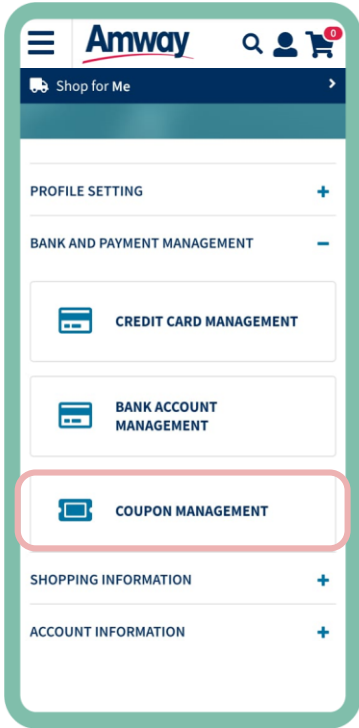 Amway
0
Shop for Me
PROFILE SETTING
BANK AND PAYMENT MANAGEMENT
CREDIT CARD MANAGEMENT
BANK ACCOUNT
MANAGEMENT
COUPON MANAGEMENT
SHOPPING INFORMATION
ACCOUNT INFORMATION